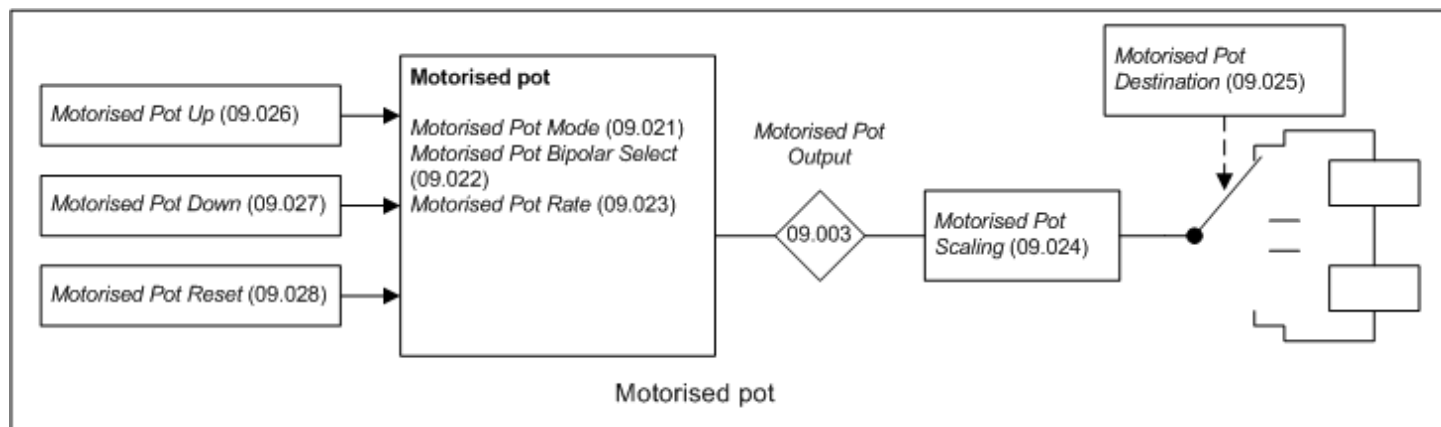 Motorised Pot Up (09.026)
Motorised Pot Down (09.027)
Motorised Pot Reset (09.028)
Motorised pot
Motorised Pot Mode (09.021)
Motorised Pot Bipolar Select
(09.022)
Motorised Pot Rate (09.023)
Motorised Pot
Output
09.003
Motorised Pot
Scaling (09.024)
Motorised Pot
Destination (09.025)
Motorised pot